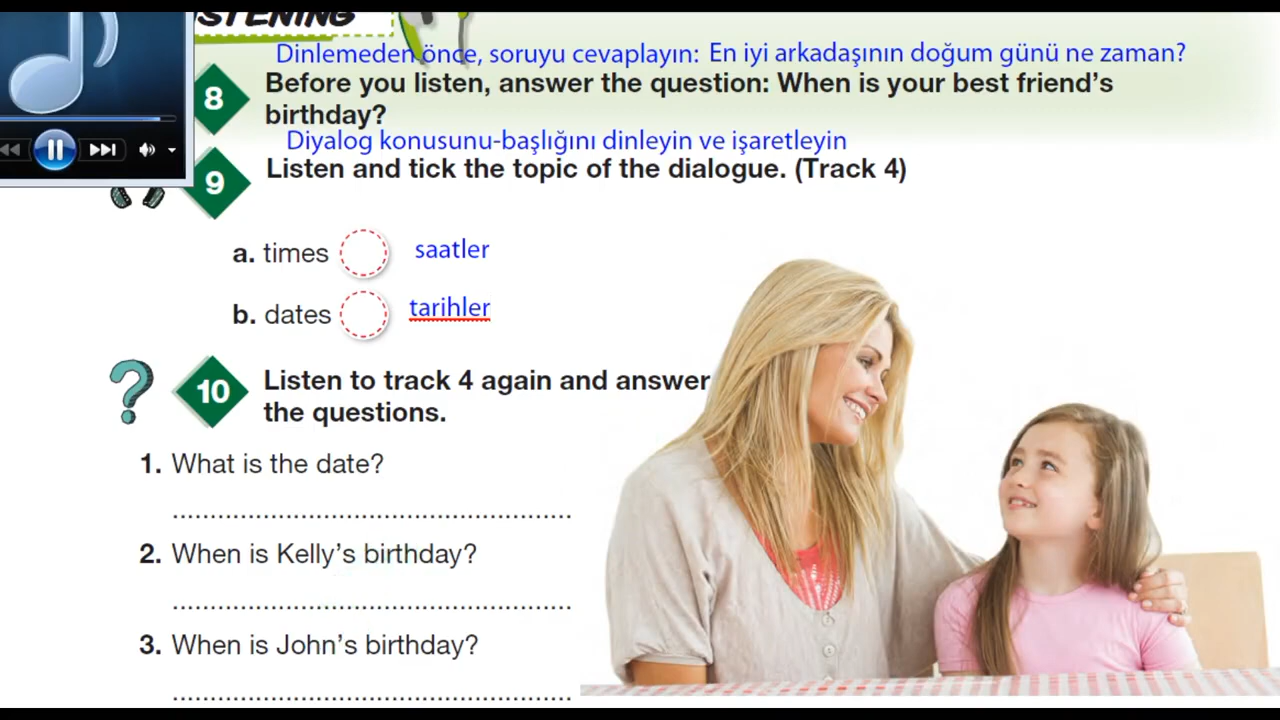 LISTENING
Dinlemeden önce, soruyu cevaplayın: En iyi arkadaşının doğum günü ne zaman?
8 Before you listen, answer the question: When is your best friend's
birthday?
Diyalog konusunu-başlığını dinleyin ve işaretleyin
9 Listen and tick the topic of the dialogue. (Track 4)
a. times saatler
b. dates tarihler
10 Listen to track 4 again and answer
the questions.
1. What is the date?
2. When is Kelly's birthday?
3. When is John's birthday?